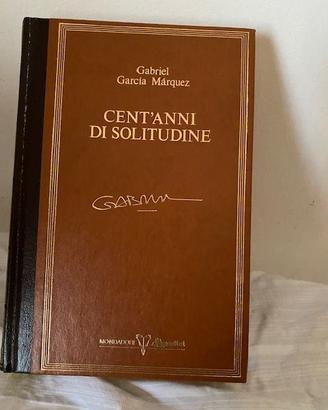 Gabriel
García Márquez
CENT'ANNI
DI SOLITUDINE
MONDADORI